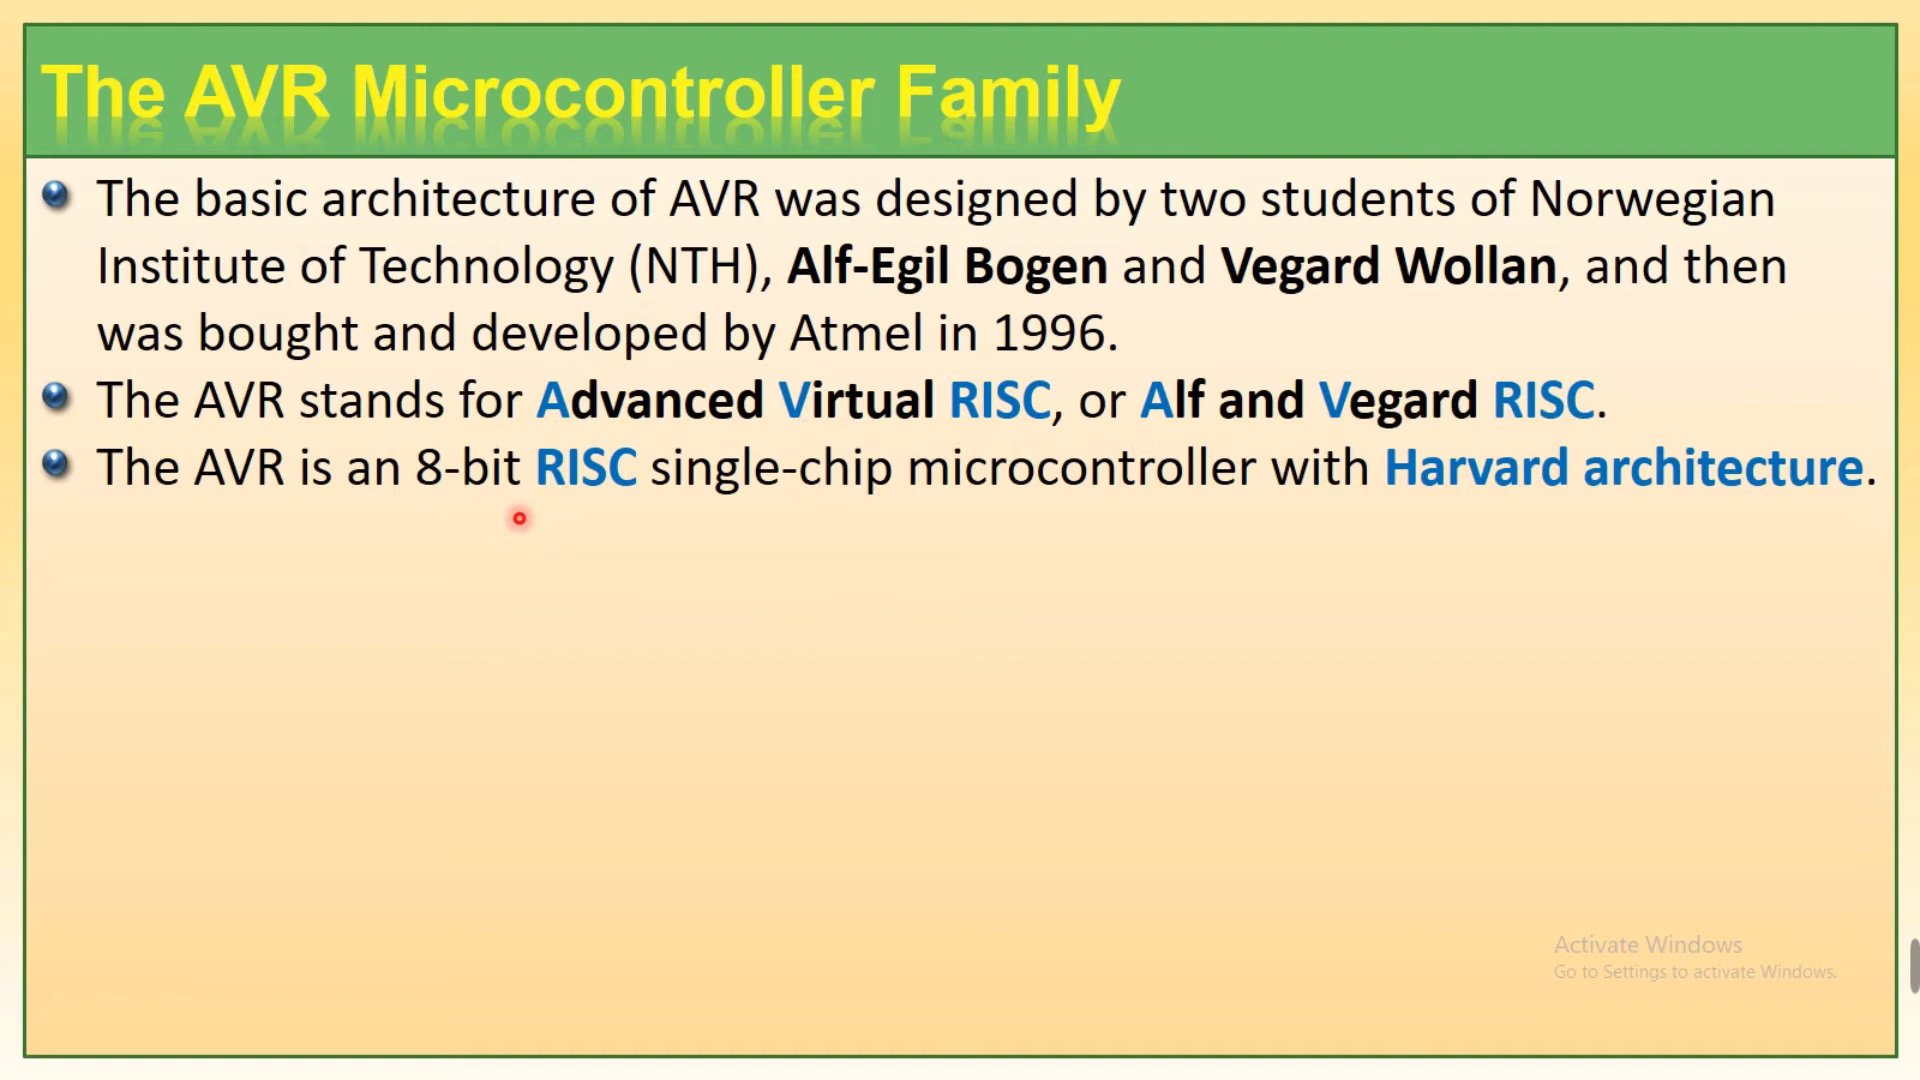 The AVR Microcontroller Family
The basic architecture of AVR was designed by two students of Norwegian
Institute of Technology (NTH), Alf-Egil Bogen and Vegard Wollan, and then
was bought and developed by Atmel in 1996.
The AVR stands for Advanced Virtual RISC, or Alf and Vegard RISC.
The AVR is an 8-bit RISC single-chip microcontroller with Harvard architecture.
Activate Windows
Go to Settings to activate Windows.